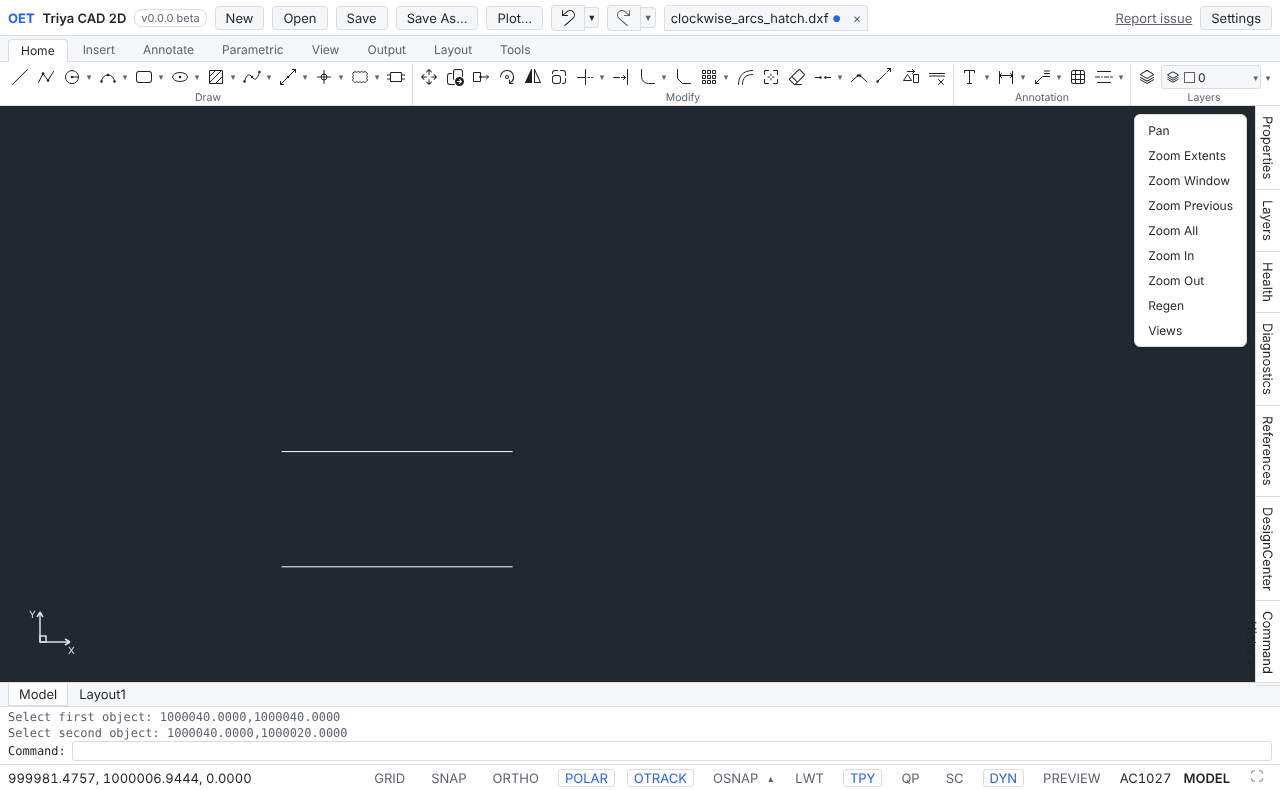 OET Triya CAD 2D v0.0.0 beta New Open Save Save As... Plot... clockwise_arcs_hatch.dxf × Report issue Settings
Home Insert Annotate Parametric View Output Layout Tools
0
Draw Modify Annotation Layers
Pan
Zoom Extents
Zoom Window
Zoom Previous
Zoom All
Zoom In
Zoom Out
Regen
Views
Properties
Layers
Health
Diagnostics
References
DesignCenter
Command
Y
X
Model Layout1
Select first object: 1000040.0000,1000040.0000
Select second object: 1000040.0000,1000020.0000
Command:
999981.4757, 1000006.9444, 0.0000 GRID SNAP ORTHO POLAR OTRACK OSNAP LWT TPY QP SC DYN PREVIEW AC1027 MODEL